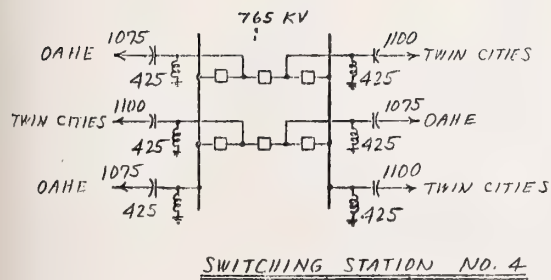 765 KV
1075
1100
OAHE
TWIN CITIES
425
425
1100
1075
TWIN CITIES
OAHE
425
425
1075
1100
OAHE
TWIN CITIES
425
425
SWITCHING STATION NO. 4